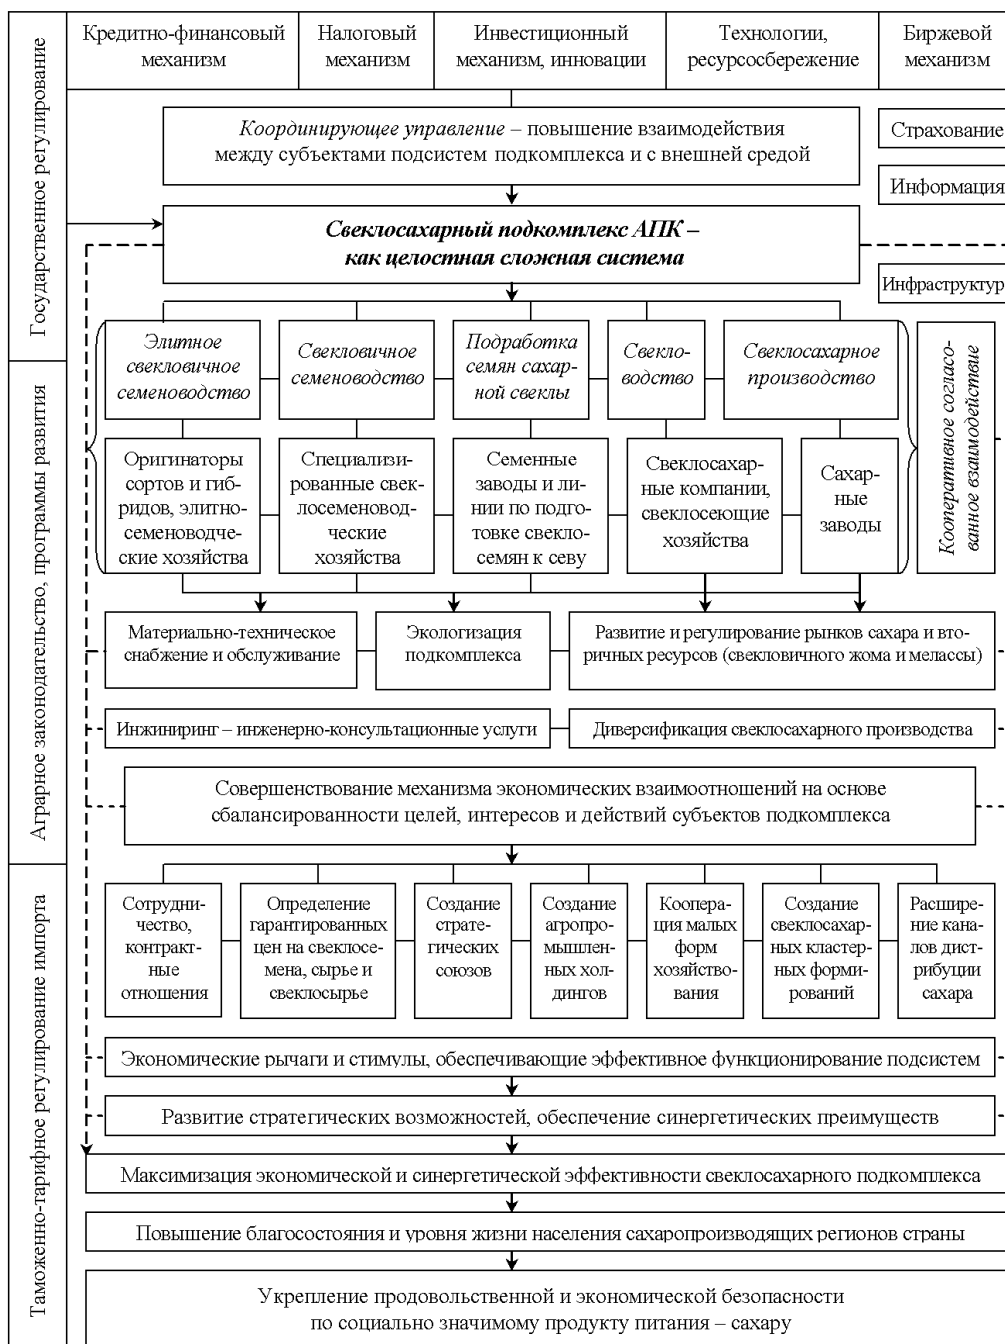 Государственное регулирование
Аграрное законодательство, программы развития
Таможенно-тарифное регулирование импорта
Кредитно-финансовый
механизм
Налоговый
механизм
Инвестиционный
механизм, инновации
Технологии,
ресурсосбережение
Биржевой
механизм
Координирующее управление – повышение взаимодействия
между субъектами подсистем подкомплекса и с внешней средой
Страхование
Информация
Свеклосахарный подкомплекс АПК –
как целостная сложная система
Инфраструктур
Элитное
свекловичное
семеноводство
Свекловичное
семеноводство
Подработка
семян сахар-
ной свеклы
Свекло-
водство
Свеклосахарное
производство
Кооперативное согласо-
ванное взаимодействие
Оригинаторы
сортов и гиб-
ридов, элитно-
семеноводче-
ские хозяйства
Специализи-
рованные свек-
лосеменовод-
ческие
хозяйства
Семенные
заводы и ли-
нии по подго-
товке свекло-
семян к севу
Свеклосахар-
ные компании,
свеклосеющие
хозяйства
Сахар-
ные
заводы
Материально-техническое
снабжение и обслуживание
Экологизация
подкомплекса
Развитие и регулирование рынков сахара и вто-
ричных ресурсов (свекловичного жома и мелассы)
Инжиниринг – инженерно-консультационные услуги
Диверсификация свеклосахарного производства
Совершенствование механизма экономических взаимоотношений на основе
сбалансированности целей, интересов и действий субъектов подкомплекса
Сотрудни-
чество,
контракт-
ные
отношения
Определение
гарантированных
цен на свеклосе-
мена, сырье и
свеклосырье
Создание
страте-
гических
союзов
Создание
агропро-
мышлен-
ных хол-
дингов
Коопера-
ция малых
форм
хозяйство-
вания
Создание
свеклосахар-
ных кластер-
ных форми-
рований
Расшире-
ние кана-
лов дист-
рибуции
сахара
Экономические рычаги и стимулы, обеспечивающие эффективное функционирование подсистем
Развитие стратегических возможностей, обеспечение синергетических преимуществ
Максимизация экономической и синергетической эффективности свеклосахарного подкомплекса
Повышение благосостояния и уровня жизни населения сахаропроизводящих регионов страны
Укрепление продовольственной и экономической безопасности
по социально значимому продукту питания – сахару